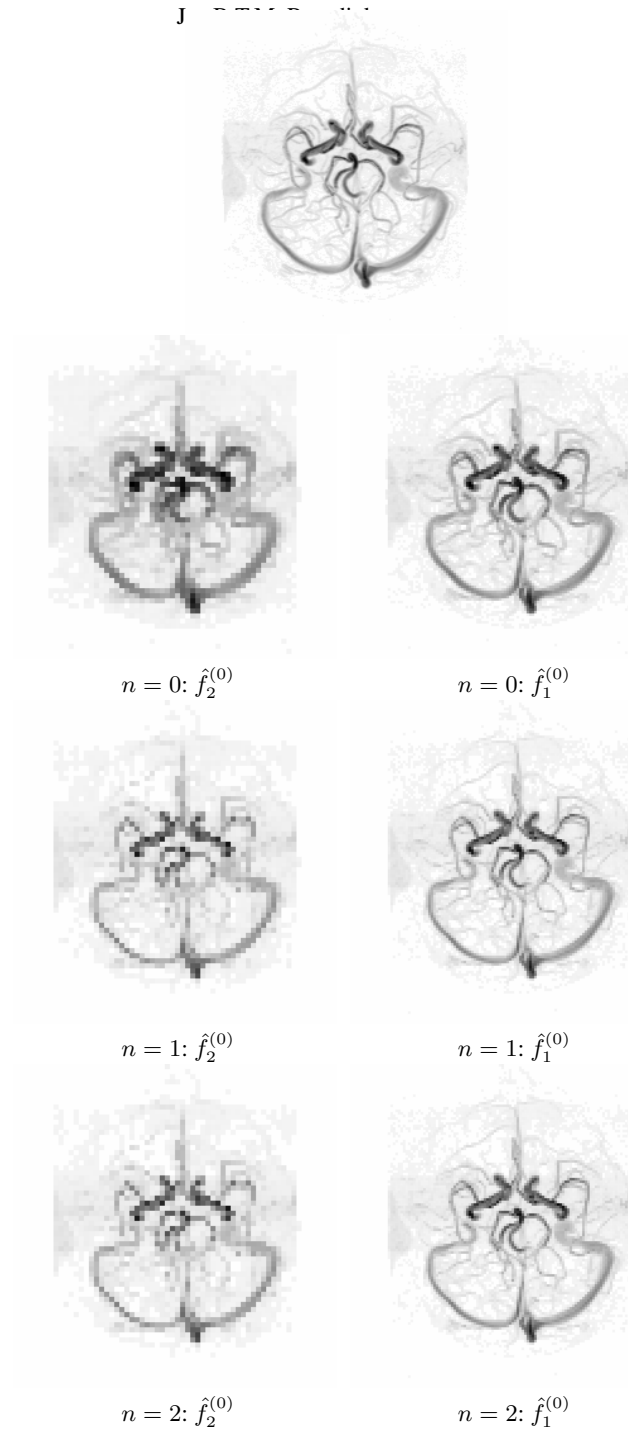 n = 0: f̂₂⁽⁰⁾ n = 0: f̂₁⁽⁰⁾
n = 1: f̂₂⁽⁰⁾ n = 1: f̂₁⁽⁰⁾
n = 2: f̂₂⁽⁰⁾ n = 2: f̂₁⁽⁰⁾